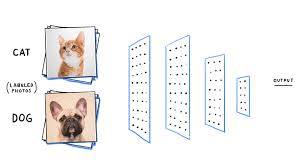 CAT
(LABELED
PHOTOS)
DOG
OUTPUT